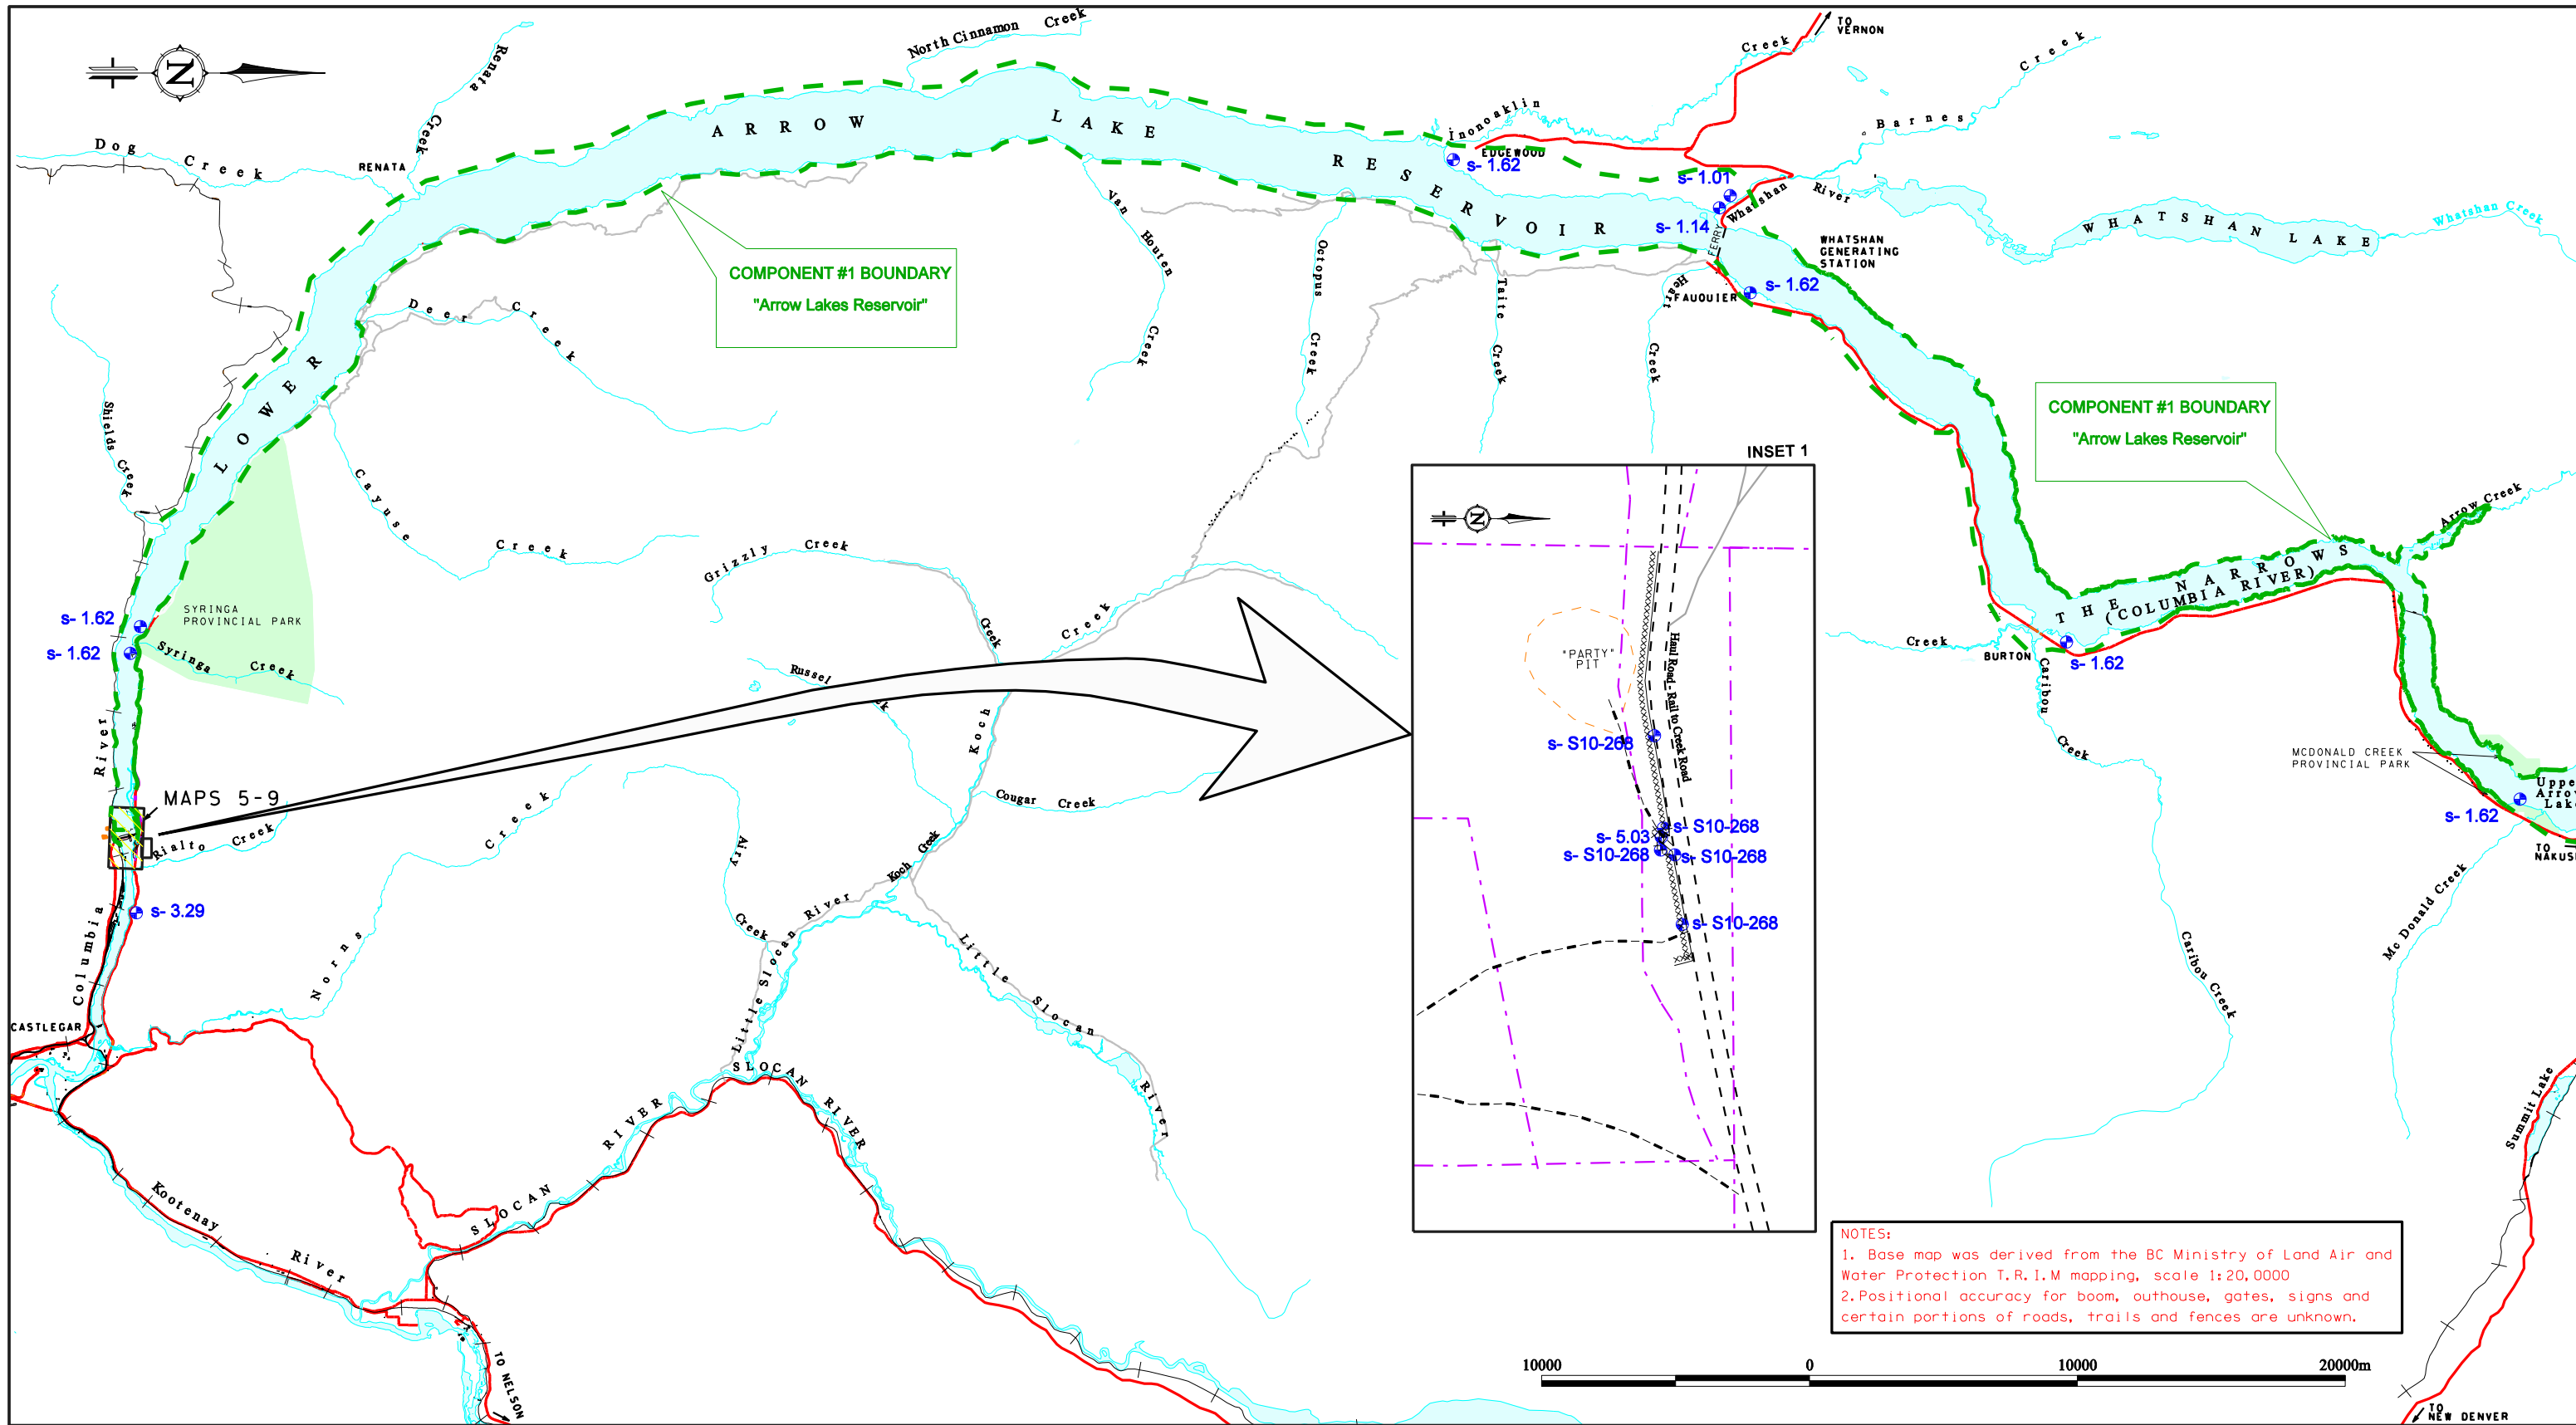 North Cinnamon Creek
TO
VERNON
N
Renata
Creek
Creek
Creek
Barnes
Inonoaklin
EDGEWOOD
s- 1.62
Dog
Creek
RENATA
LOWER
ARROW
LAKE
RESERVOIR
s- 1.01
s- 1.14
Whatshan
River
FERRY
WHATSHAN LAKE
Whatshan Creek
WHATSHAN
GENERATING
STATION
s- 1.62
FAUQUIER
Heart
Creek
Taite
Creek
Octopus
Creek
Van
Houten
Creek
COMPONENT #1 BOUNDARY
"Arrow Lakes Reservoir"
Deer
Creek
Cayuse
Creek
Shields
Creek
COMPONENT #1 BOUNDARY
"Arrow Lakes Reservoir"
Arrow Creek
THE NARROWS
(COLUMBIA RIVER)
Creek
BURTON
s- 1.62
Caribou
Creek
Caribou
Creek
MCDONALD CREEK
PROVINCIAL PARK
s- 1.62
Mc Donald Creek
TO
Summit Lake
SYRINGA
PROVINCIAL PARK
s- 1.62
s- 1.62
Syringa
Creek
River
MAPS 5-9
Rialto
Creek
s- 3.29
Columbia
CASTLEGAR
Norns
Creek
Grizzly
Creek
Creek
Creek
Russel
Koch
Cougar
Creek
Koch
Creek
Airy
Creek
Little Slocan
River
Little
Slocan
River
SLOCAN
RIVER
SLOCAN
RIVER
Kootenay
River
TO NELSON
INSET 1
N
"PARTY"
PIT
Haul Road - Rail to Creek Road
s- S10-268
s- S10-268
s- 5.03
s- S10-268
s- S10-268
s- S10-268
NOTES:
1. Base map was derived from the BC Ministry of Land Air and
Water Protection T.R.I.M mapping, scale 1:20,0000
2.Positional accuracy for boom, outhouse, gates, signs and
certain portions of roads, trails and fences are unknown.
10000
0
10000
20000m
TO
NEW DENVER